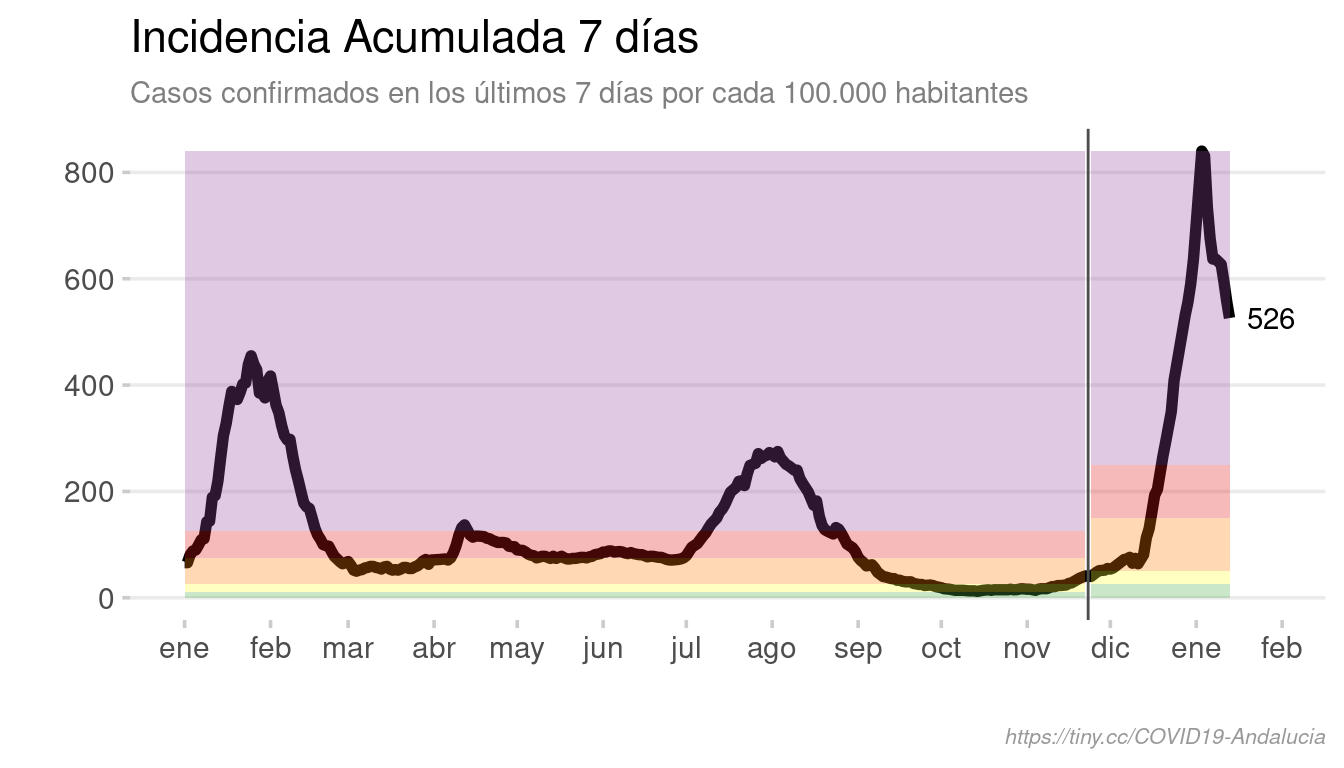 Incidencia Acumulada 7 días
Casos confirmados en los últimos 7 días por cada 100.000 habitantes
800
600
400
200
0
526
ene feb mar abr may jun jul ago sep oct nov dic ene feb
https://tiny.cc/COVID19-Andalucia